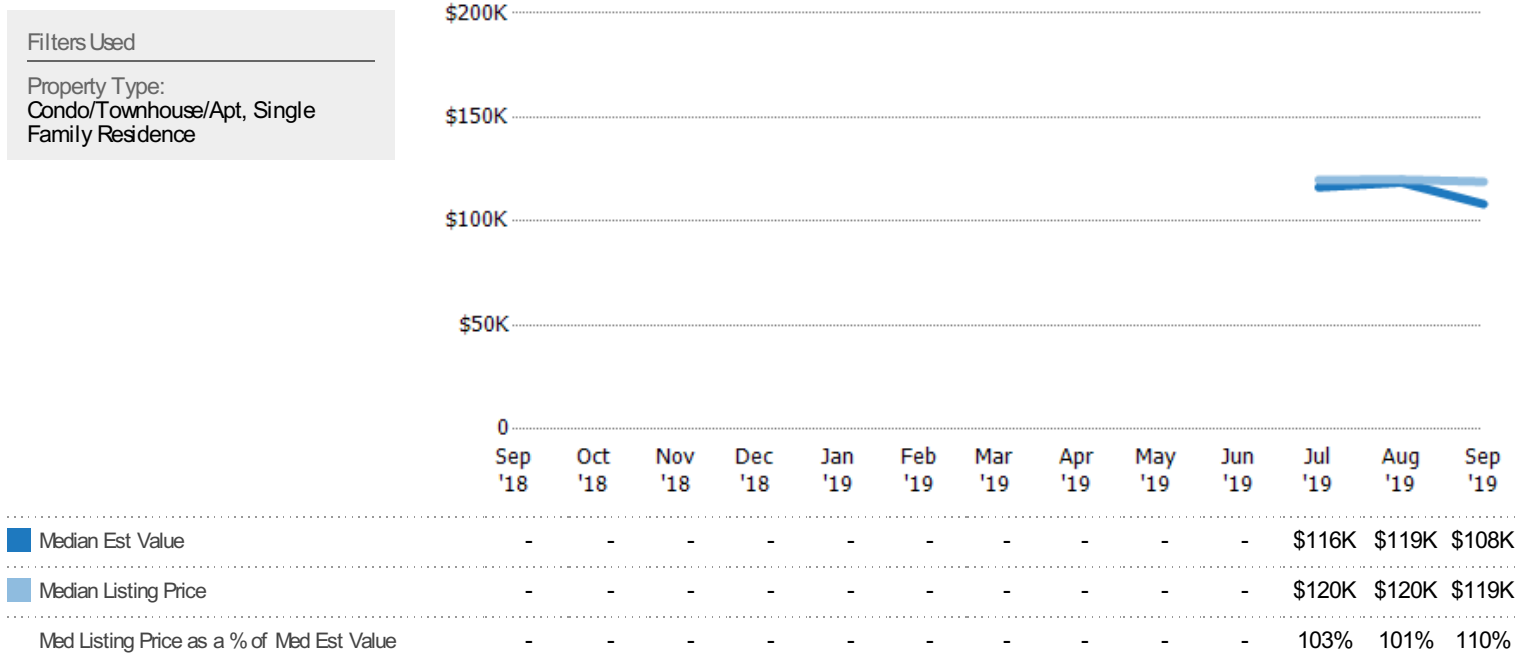 Filters Used
Property Type:
Condo/Townhouse/Apt, Single
Family Residence
$200K
$150K
$100K
$50K
0
Sep Oct Nov Dec Jan Feb Mar Apr May Jun Jul Aug Sep
'18 '18 '18 '18 '19 '19 '19 '19 '19 '19 '19 '19 '19
Median Est Value - - - - - - - - - - $116K $119K $108K
Median Listing Price - - - - - - - - - - $120K $120K $119K
Med Listing Price as a % of Med Est Value - - - - - - - - - - 103% 101% 110%